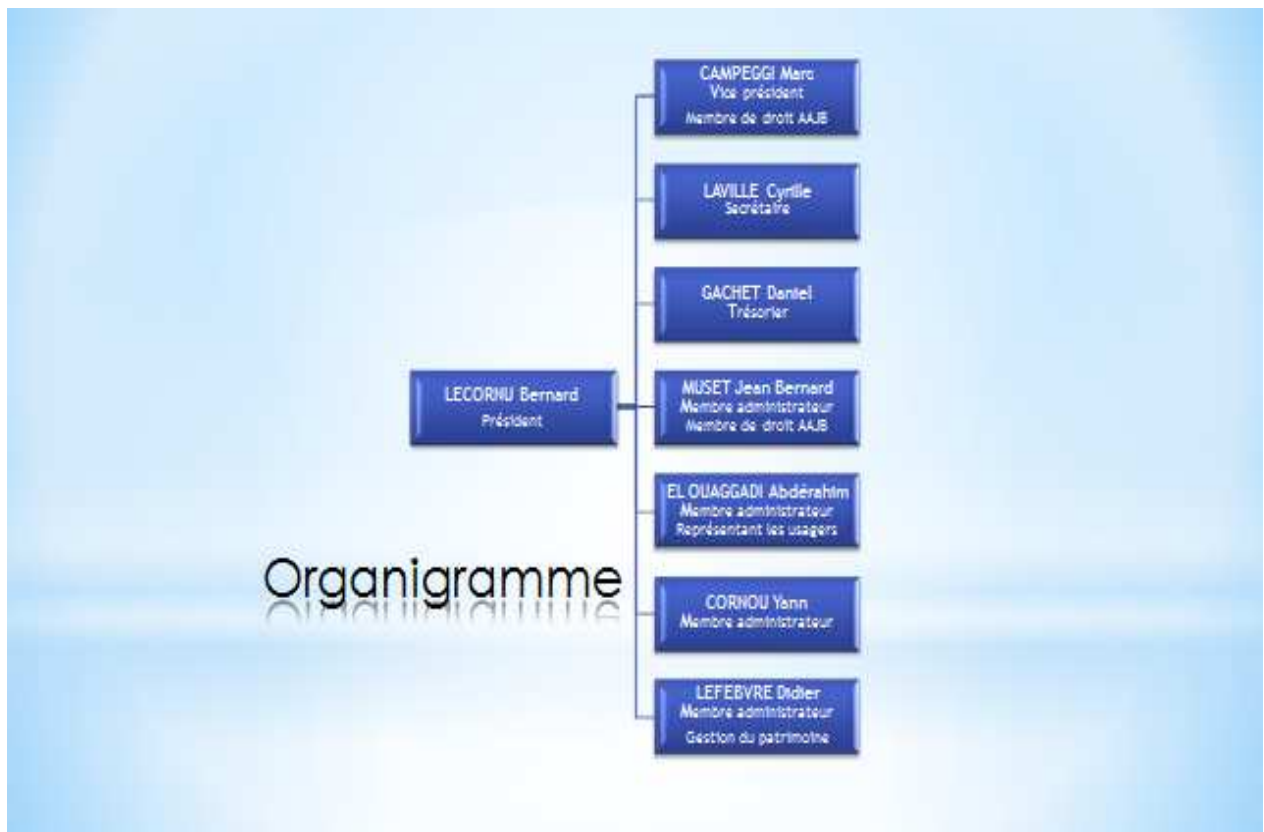 CAMPEGGI Marc
Vice président
Membre de droit AAJB
LAVILLE Cyrille
Secrétaire
GACHET Daniel
Trésorier
LECORNU Bernard
Président
MUSET Jean Bernard
Membre administrateur
Membre de droit AAJB
EL OUAGGADI Abdérahim
Membre administrateur
Représentant les usagers
Organigramme
CORNOU Yann
Membre administrateur
LEFEBVRE Didier
Membre administrateur
Gestion du patrimoine